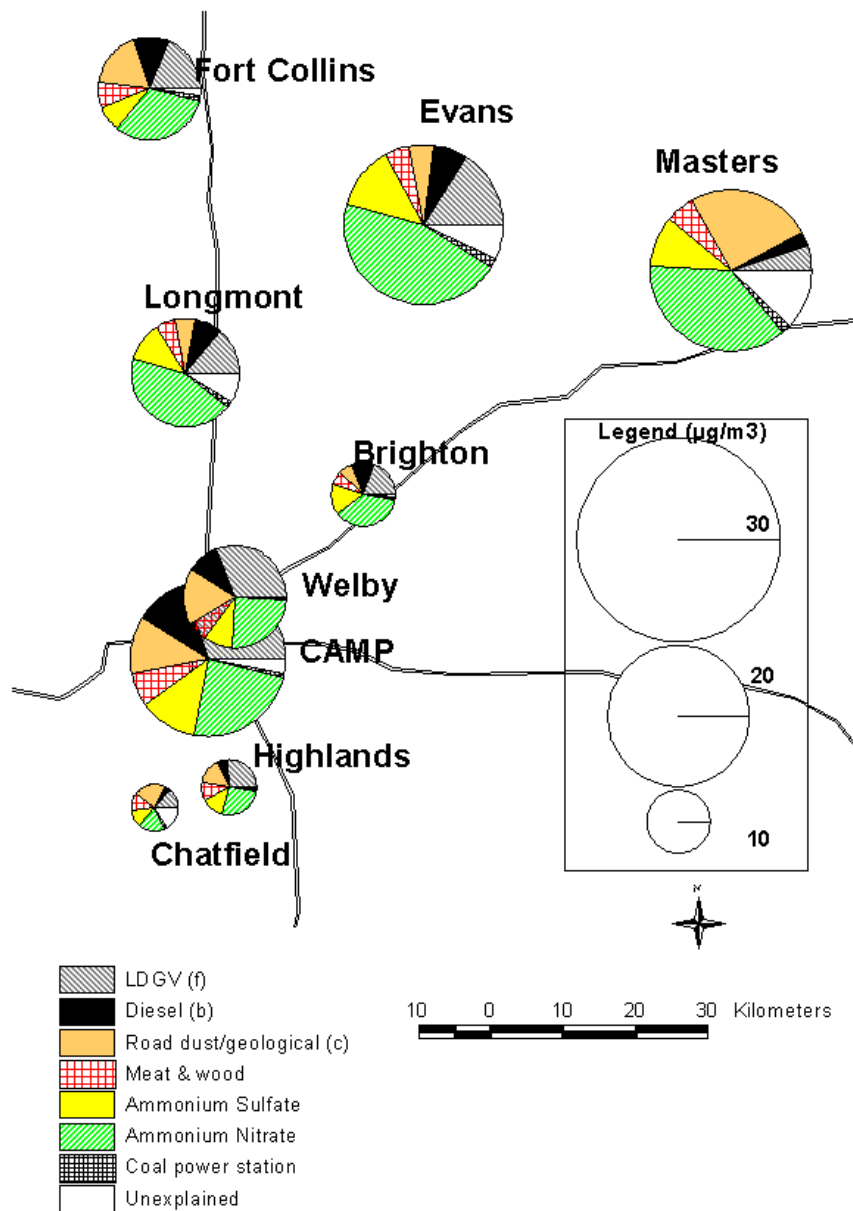 Fort Collins
Evans
Masters
Longmont
Brighton
Welby
CAMP
Highlands
Chatfield
Legend (µg/m3)
30
20
10
N
LDGV (f)
Diesel (b)
Road dust/geological (c)
Meat & wood
Ammonium Sulfate
Ammonium Nitrate
Coal power station
Unexplained
10 0 10 20 30 Kilometers